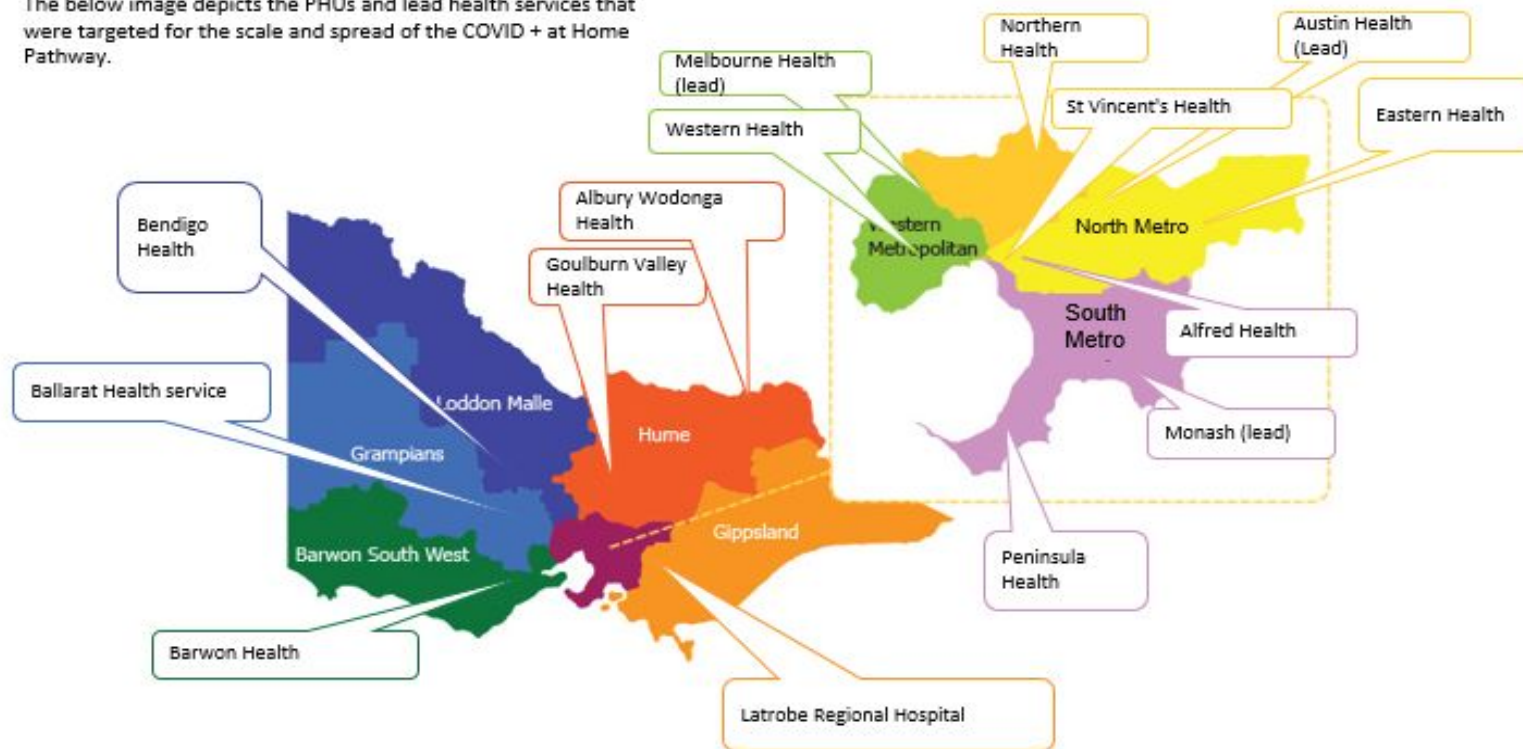 The below image depicts the PHUs and lead health services that
were targeted for the scale and spread of the COVID + at Home
Pathway.
Northern
Health
Austin Health
(Lead)
Melbourne Health
(lead)
St Vincent's Health
Eastern Health
Western Health
Bendigo
Health
Albury Wodonga
Health
Goulburn Valley
Health
Western
Metropolitan
North Metro
South
Metro
Alfred Health
Ballarat Health service
Loddon Malle
Hume
Monash (lead)
Grampians
Gippsland
Barwon South West
Peninsula
Health
Barwon Health
Latrobe Regional Hospital